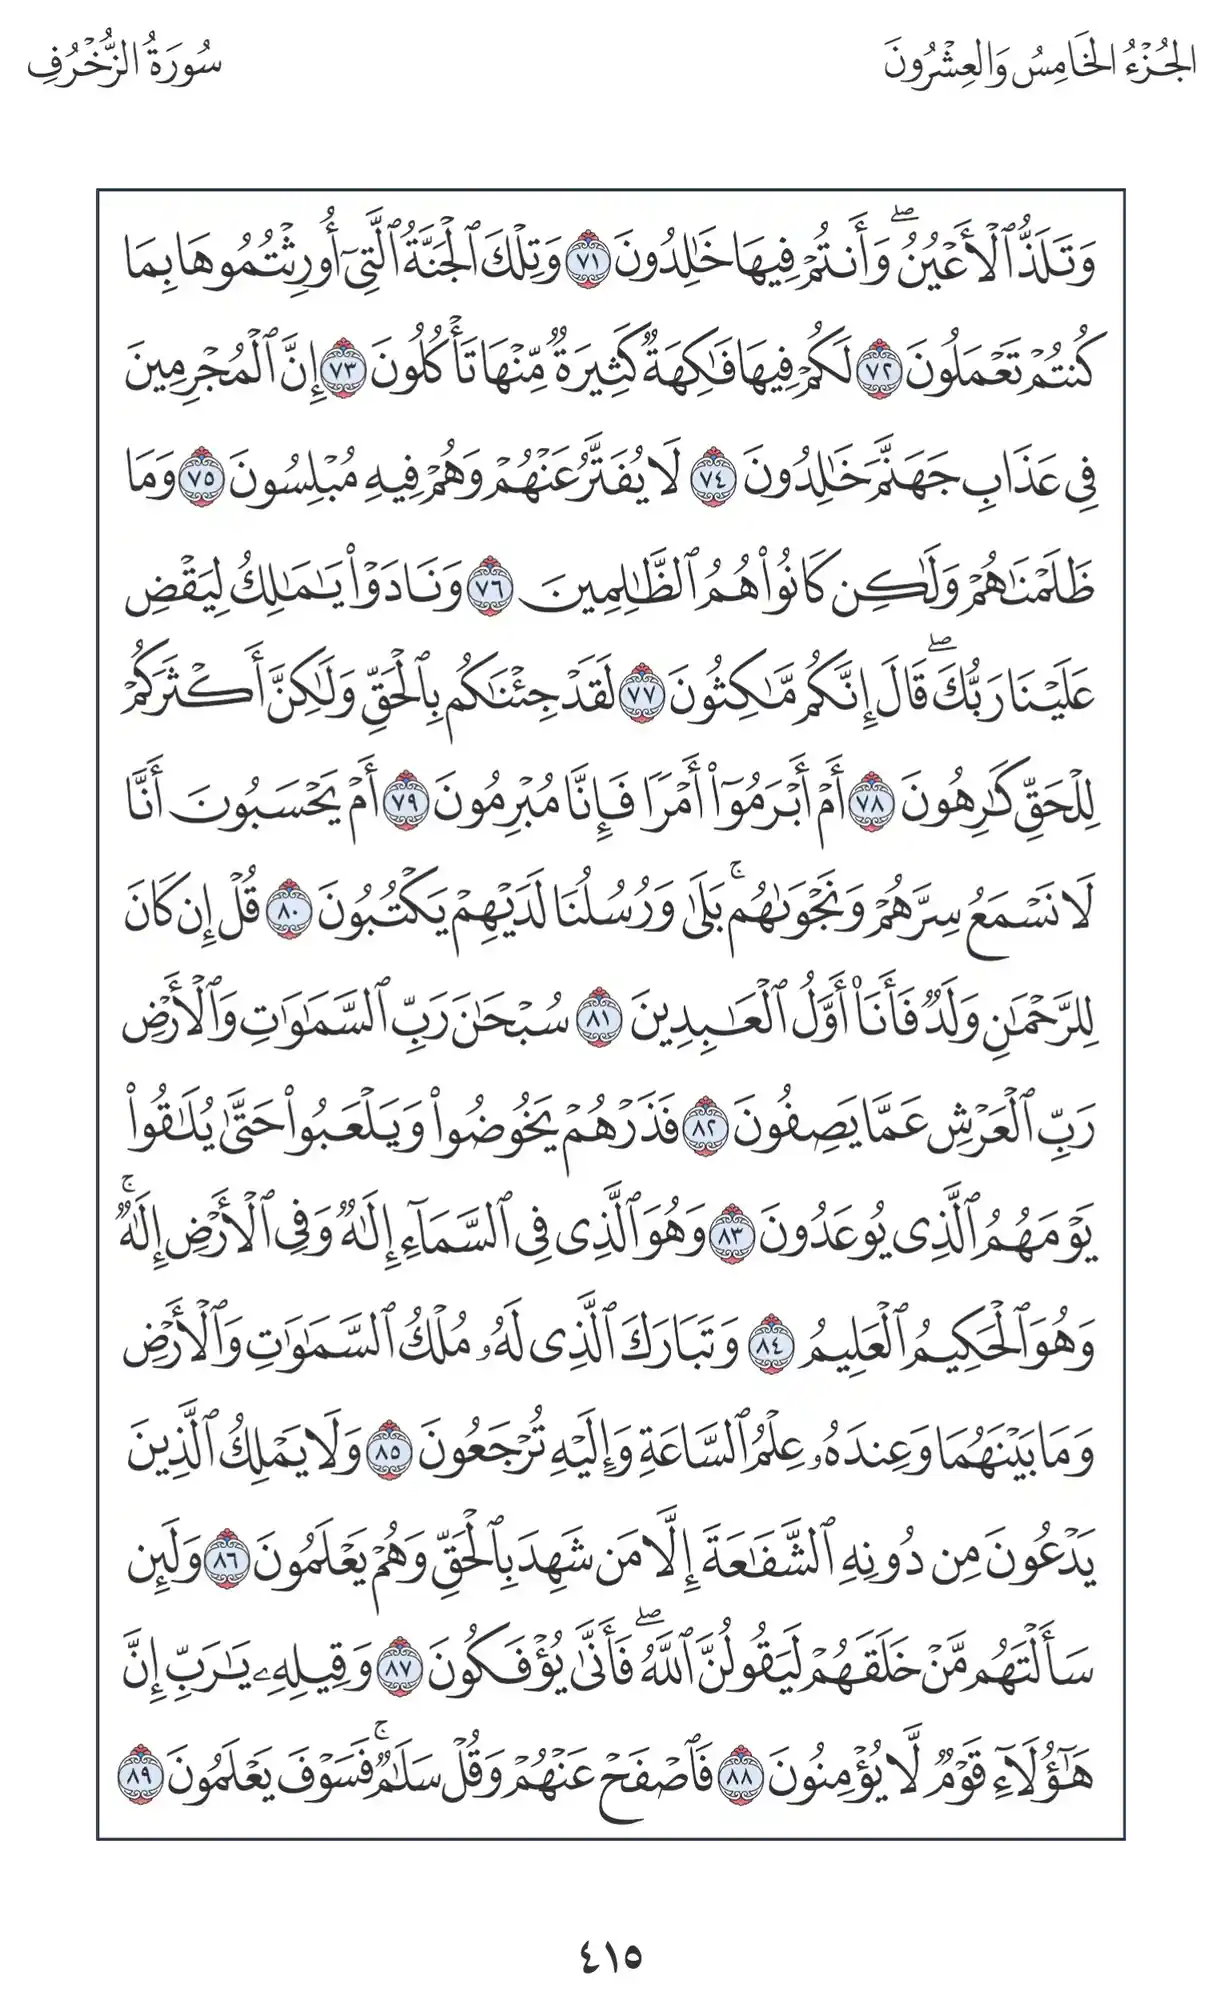 الجُزْءُ الخَامِسُ وَالعِشْرُونَ
سُورَةُ الزُّخْرُفِ
وَتَلَذُّ ٱلْأَعْيُنُ ۖ وَأَنتُمْ فِيهَا خَٰلِدُونَ ٧١ وَتِلْكَ ٱلْجَنَّةُ ٱلَّتِىٓ أُورِثْتُمُوهَا بِمَا
كُنتُمْ تَعْمَلُونَ ٧٢ لَكُمْ فِيهَا فَٰكِهَةٌ كَثِيرَةٌ مِّنْهَا تَأْكُلُونَ ٧٣ إِنَّ ٱلْمُجْرِمِينَ
فِى عَذَابِ جَهَنَّمَ خَٰلِدُونَ ٧٤ لَا يُفَتَّرُ عَنْهُمْ وَهُمْ فِيهِ مُبْلِسُونَ ٧٥ وَمَا
ظَلَمْنَٰهُمْ وَلَٰكِن كَانُوا۟ هُمُ ٱلظَّٰلِمِينَ ٧٦ وَنَادَوْا۟ يَٰمَٰلِكُ لِيَقْضِ
عَلَيْنَا رَبُّكَ ۖ قَالَ إِنَّكُم مَّٰكِثُونَ ٧٧ لَقَدْ جِئْنَٰكُم بِٱلْحَقِّ وَلَٰكِنَّ أَكْثَرَكُمْ
لِلْحَقِّ كَٰرِهُونَ ٧٨ أَمْ أَبْرَمُوٓا۟ أَمْرًا فَإِنَّا مُبْرِمُونَ ٧٩ أَمْ يَحْسَبُونَ أَنَّا
لَا نَسْمَعُ سِرَّهُمْ وَنَجْوَىٰهُم ۚ بَلَىٰ وَرُسُلُنَا لَدَيْهِمْ يَكْتُبُونَ ٨٠ قُلْ إِن كَانَ
لِلرَّحْمَٰنِ وَلَدٌ فَأَنَا۠ أَوَّلُ ٱلْعَٰبِدِينَ ٨١ سُبْحَٰنَ رَبِّ ٱلسَّمَٰوَٰتِ وَٱلْأَرْضِ
رَبِّ ٱلْعَرْشِ عَمَّا يَصِفُونَ ٨٢ فَذَرْهُمْ يَخُوضُوا۟ وَيَلْعَبُوا۟ حَتَّىٰ يُلَٰقُوا۟
يَوْمَهُمُ ٱلَّذِى يُوعَدُونَ ٨٣ وَهُوَ ٱلَّذِى فِى ٱلسَّمَآءِ إِلَٰهٌ وَفِى ٱلْأَرْضِ إِلَٰهٌ ۚ
وَهُوَ ٱلْحَكِيمُ ٱلْعَلِيمُ ٨٤ وَتَبَارَكَ ٱلَّذِى لَهُۥ مُلْكُ ٱلسَّمَٰوَٰتِ وَٱلْأَرْضِ
وَمَا بَيْنَهُمَا وَعِندَهُۥ عِلْمُ ٱلسَّاعَةِ وَإِلَيْهِ تُرْجَعُونَ ٨٥ وَلَا يَمْلِكُ ٱلَّذِينَ
يَدْعُونَ مِن دُونِهِ ٱلشَّفَٰعَةَ إِلَّا مَن شَهِدَ بِٱلْحَقِّ وَهُمْ يَعْلَمُونَ ٨٦ وَلَئِن
سَأَلْتَهُم مَّنْ خَلَقَهُمْ لَيَقُولُنَّ ٱللَّهُ ۖ فَأَنَّىٰ يُؤْفَكُونَ ٨٧ وَقِيلِهِۦ يَٰرَبِّ إِنَّ
هَٰٓؤُلَآءِ قَوْمٌ لَّا يُؤْمِنُونَ ٨٨ فَٱصْفَحْ عَنْهُمْ وَقُلْ سَلَٰمٌ ۚ فَسَوْفَ يَعْلَمُونَ ٨٩
٤١٥